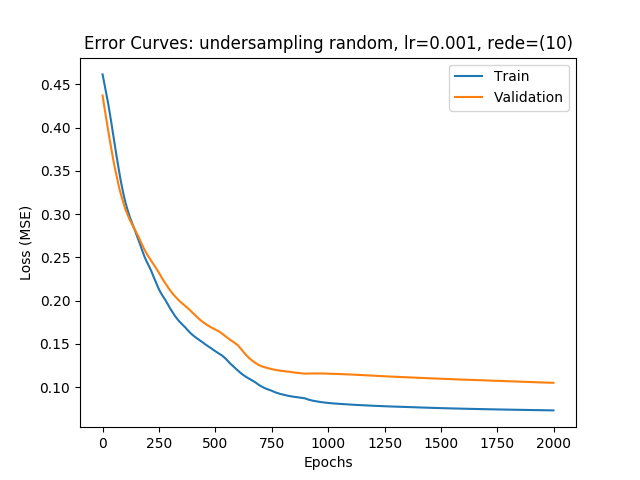 Error Curves: undersampling random, lr=0.001, rede=(10)
Train
Validation
Loss (MSE)
0.45
0.40
0.35
0.30
0.25
0.20
0.15
0.10
0 250 500 750 1000 1250 1500 1750 2000
Epochs